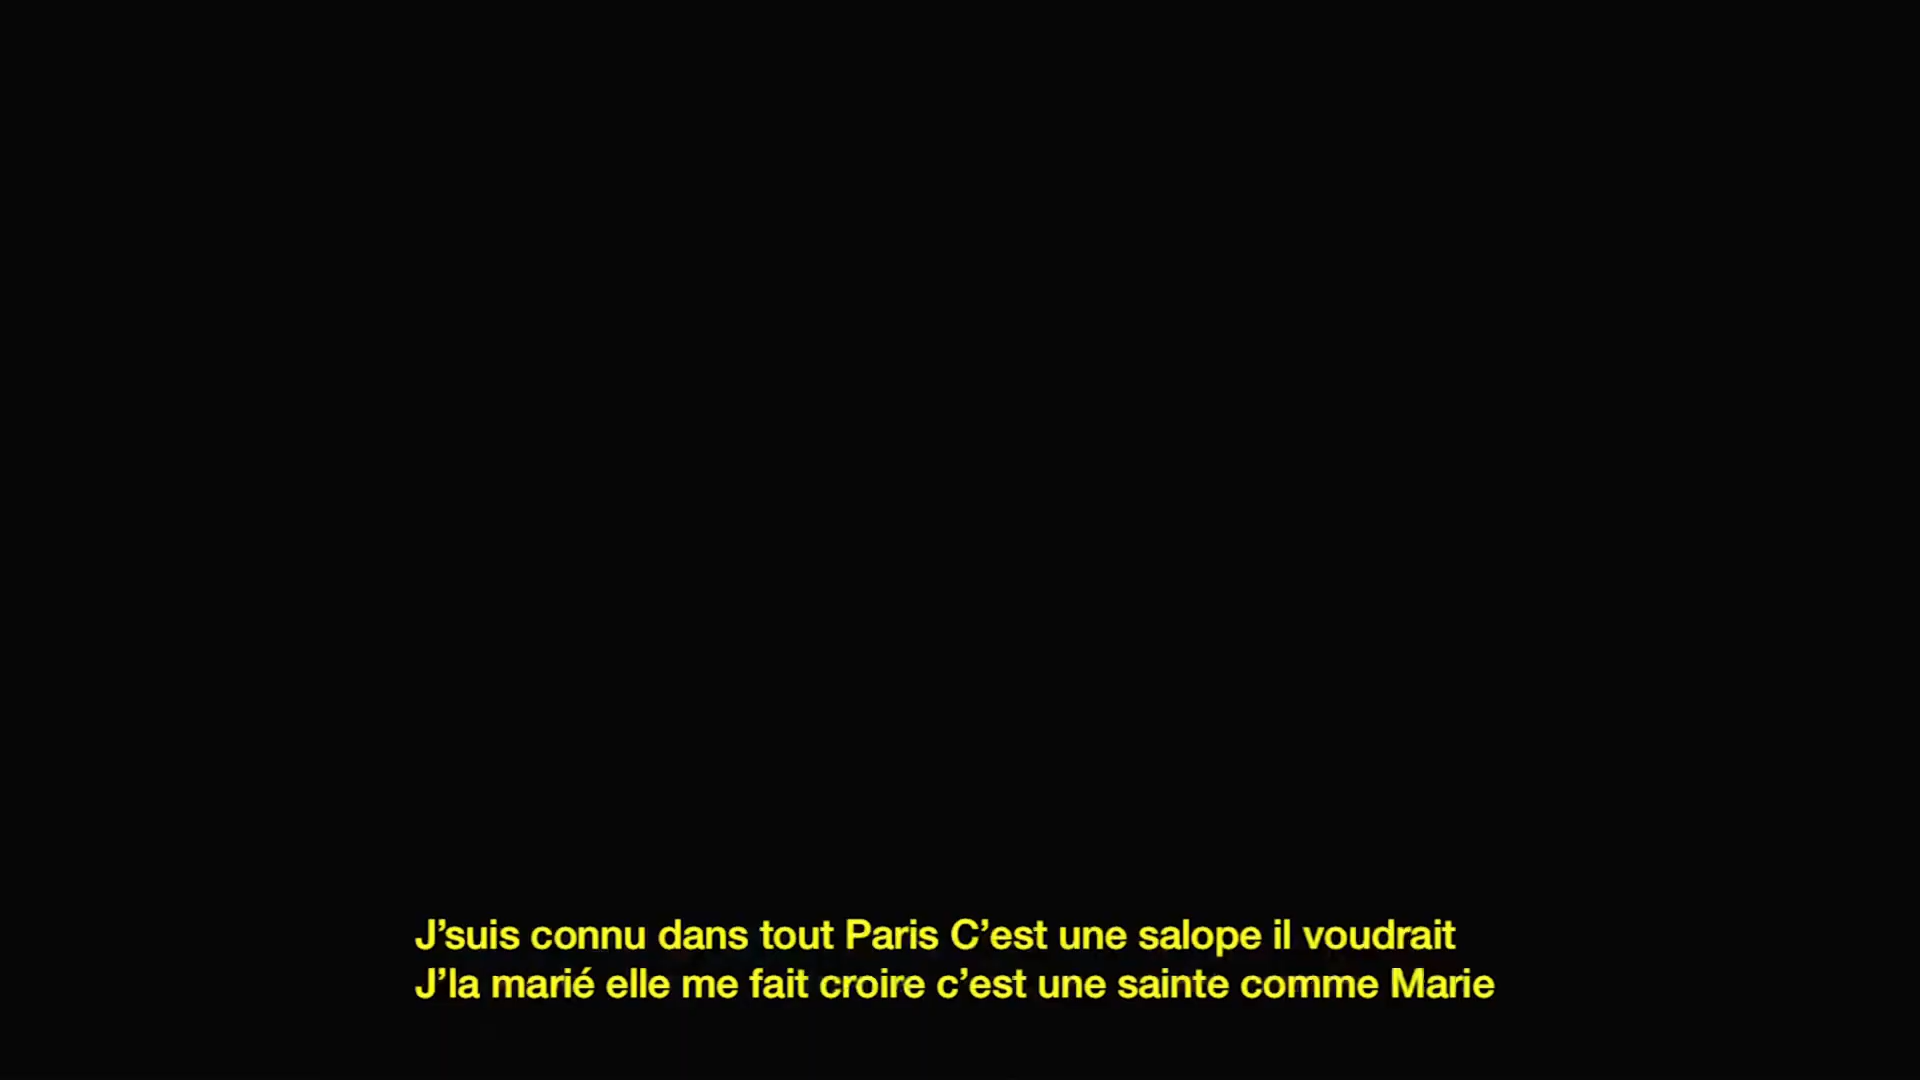 J’suis connu dans tout Paris C’est une salope il voudrait
J’la marié elle me fait croire c’est une sainte comme Marie